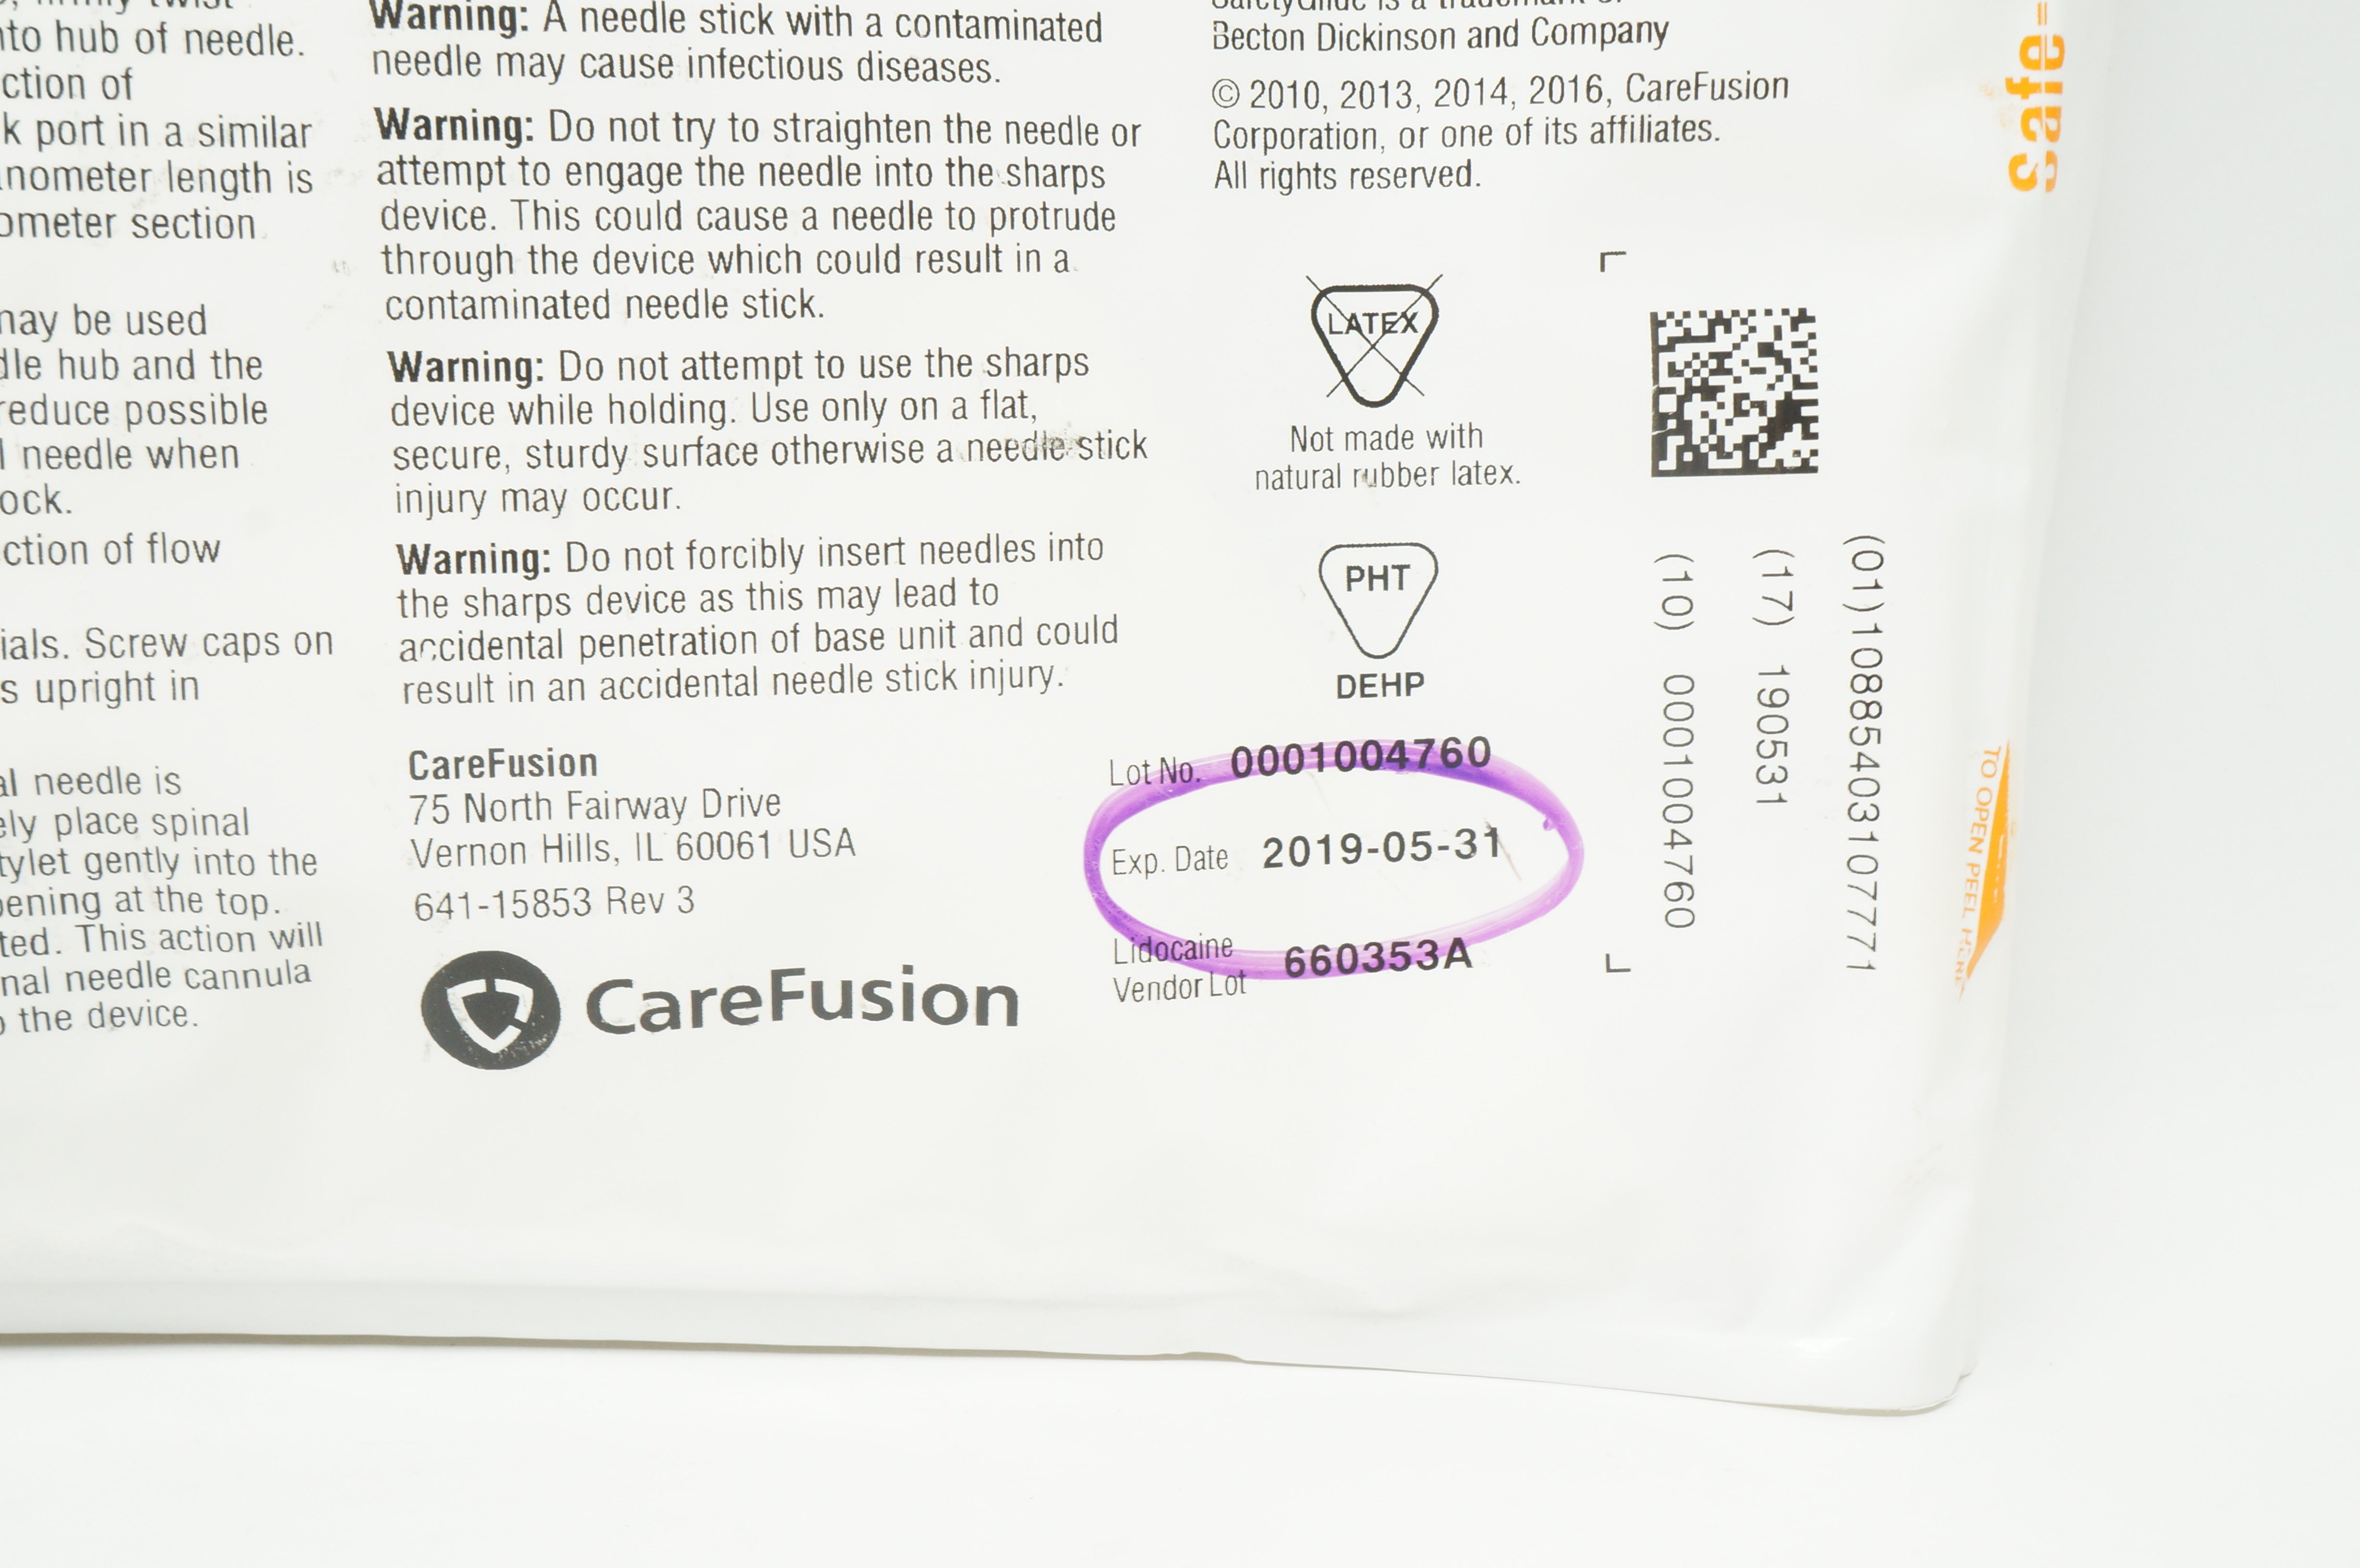 nto hub of needle.
ction of
k port in a similar
nometer length is
ometer section
may be used
dle hub and the
reduce possible
needle when
ock.
ction of flow
ials. Screw caps on
s upright in
al needle is
ely place spinal
tylet gently into the
pening at the top.
ted. This action will
nal needle cannula
the device.
Warning: A needle stick with a contaminated
needle may cause infectious diseases.
Warning: Do not try to straighten the needle or
attempt to engage the needle into the sharps
device. This could cause a needle to protrude
through the device which could result in a
contaminated needle stick.
Warning: Do not attempt to use the sharps
device while holding. Use only on a flat,
secure, sturdy surface otherwise a needle stick
injury may occur.
Warning: Do not forcibly insert needles into
the sharps device as this may lead to
accidental penetration of base unit and could
result in an accidental needle stick injury.
CareFusion
75 North Fairway Drive
Vernon Hills, IL 60061 USA
641-15853 Rev 3
CareFusion
SafetyGlide is a trademark of
Becton Dickinson and Company
© 2010, 2013, 2014, 2016, CareFusion
Corporation, or one of its affiliates.
All rights reserved.
LATEX
Not made with
natural rubber latex.
PHT
DEHP
Lot No. 0001004760
Exp. Date 2019-05-31
Lidocaine
Vendor Lot 660353A
(01)10885403107771
(17) 190531
(10) 0001004760
Safe
TO OPEN PEEL HERE